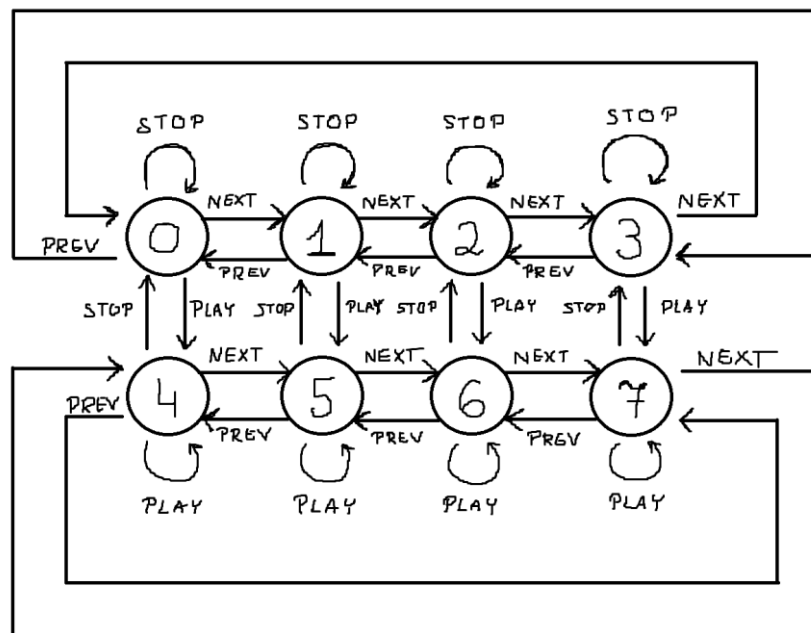 STOP STOP STOP STOP
NEXT NEXT NEXT NEXT
0 1 2 3
PREV PREV PREV PREV
STOP PLAY STOP PLAY STOP PLAY STOP PLAY
NEXT NEXT NEXT NEXT
4 5 6 7
PREV PREV PREV PREV
PLAY PLAY PLAY PLAY